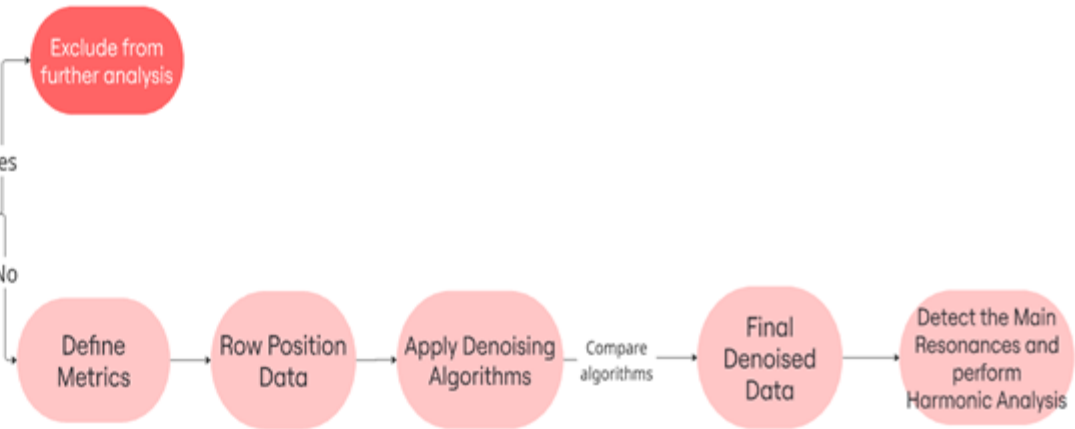 Exclude from
further analysis
es
No
Define
Metrics
Row Position
Data
Apply Denoising
Algorithms
Compare
algorithms
Final
Denoised
Data
Detect the Main
Resonances and
perform
Harmonic Analysis